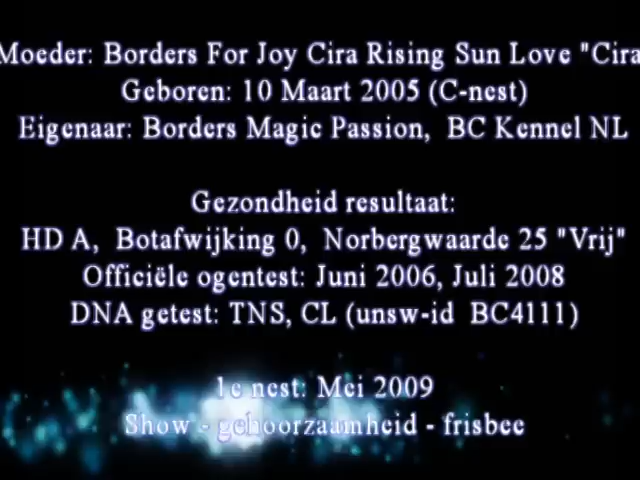 Moeder: Borders For Joy Cira Rising Sun Love "Cira
Geboren: 10 Maart 2005 (C-nest)
Eigenaar: Borders Magic Passion, BC Kennel NL
Gezondheid resultaat:
HD A, Botafwijking 0, Norbergwaarde 25 "Vrij"
Officiële ogentest: Juni 2006, Juli 2008
DNA getest: TNS, CL (unsw-id BC4111)
1e nest: Mei 2009
Show - gehoorzaamheid - frisbee